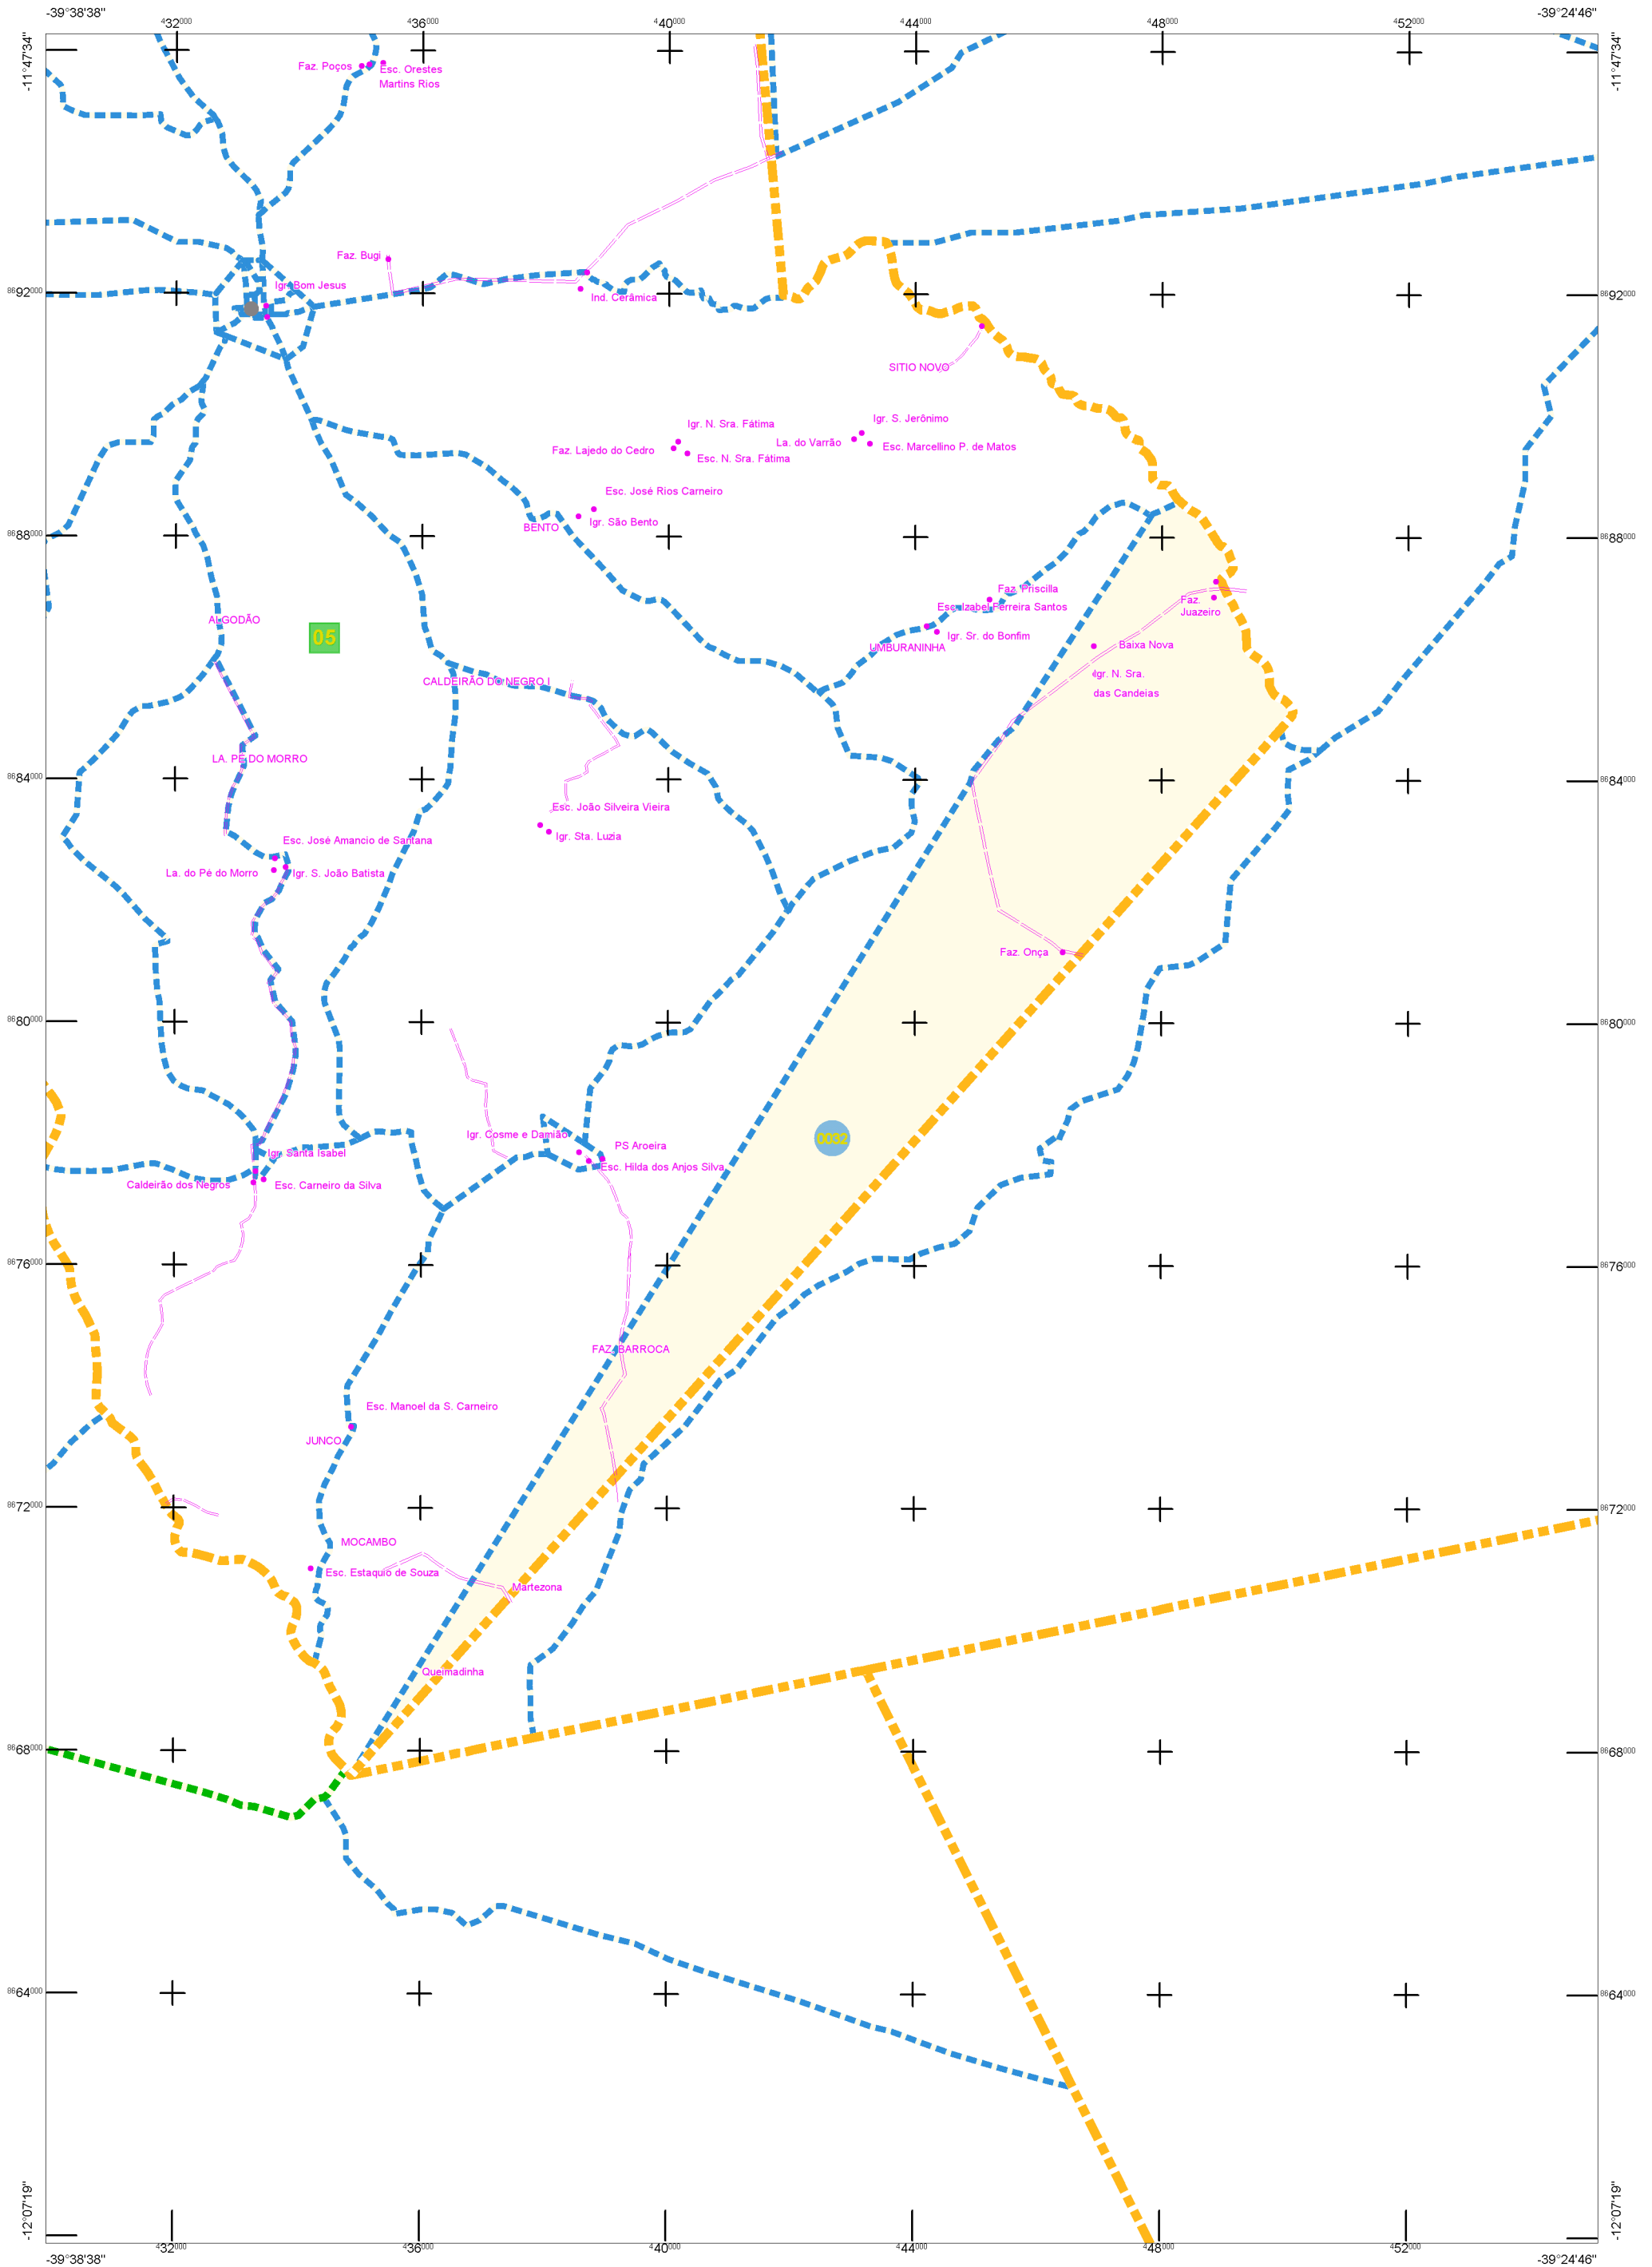 -39°38'38"
432000
436000
440000
444000
448000
452000
-39°24'46"
-11°47'34"
-11°47'34"
Faz. Poços
Esc. Orestes
Martins Rios
Faz. Bugi
Igr. Bom Jesus
8692000
Ind. Cerâmica
8692000
SITIO NOVO
Igr. S. Jerônimo
Igr. N. Sra. Fátima
La. do Varrão
Esc. Marcellino P. de Matos
Faz. Lajedo do Cedro
Esc. N. Sra. Fátima
Esc. José Rios Carneiro
BENTO
Igr. São Bento
8688000
8688000
Faz. Priscilla
Faz.
Juazeiro
Esc. Izabel Ferreira Santos
ALGODÃO
05
Igr. Sr. do Bonfim
UMBURANINHA
Baixa Nova
Igr. N. Sra.
das Candeias
CALDEIRÃO DO NEGRO I
LA. PÉ DO MORRO
8684000
8684000
Esc. João Silveira Vieira
Igr. Sta. Luzia
Esc. José Amancio de Santana
La. do Pé do Morro
Igr. S. João Batista
Faz. Onça
8680000
8680000
Igr. Cosme e Damião
0032
PS Aroeira
Igr. Santa Isabel
Esc. Hilda dos Anjos Silva
Caldeirão dos Negros
Esc. Carneiro da Silva
8676000
8676000
FAZ. BARROCA
Esc. Manoel da S. Carneiro
JUNCO
8672000
8672000
MOCAMBO
Esc. Estaquio de Souza
Martezona
Queimadinha
8668000
8668000
8664000
8664000
-12°07'19"
-12°07'19"
-39°38'38"
432000
436000
440000
444000
448000
452000
-39°24'46"